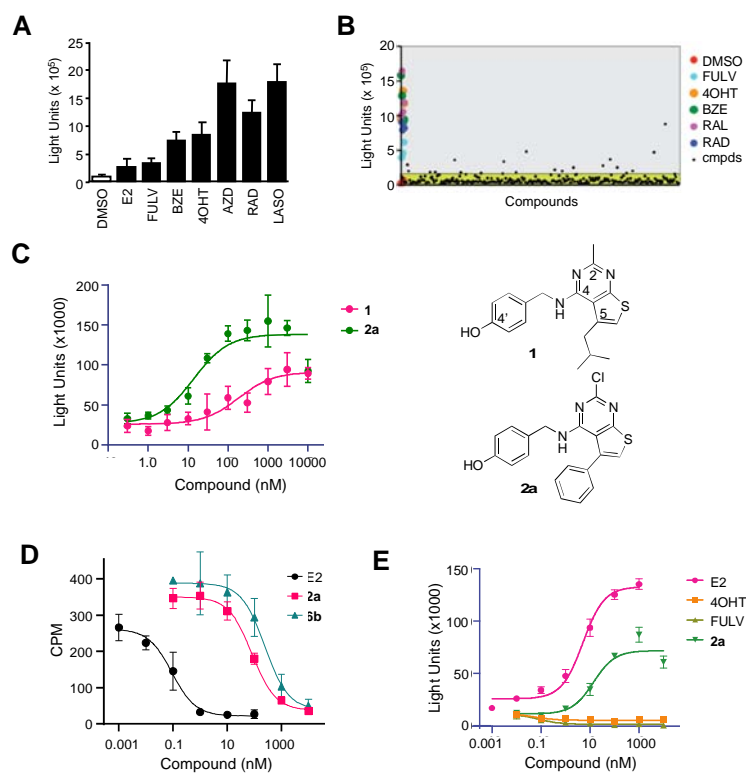 A
Light Units (x 10⁵)
25
20
15
10
5
0
DMSO
E2
FULV
BZE
4OHT
AZD
RAD
LASO
B
Light Units (x 10⁵)
20
15
10
5
0
Compounds
DMSO
FULV
4OHT
BZE
RAL
RAD
cmpds
C
Light Units (x1000)
200
150
100
50
0
1.0
10
100
1000
10000
Compound (nM)
1
2a
N
2
N
4
N
H
5
S
4'
HO
1
Cl
N
N
N
H
S
HO
2a
D
CPM
400
300
200
100
0
0.001
0.1
10
1000
Compound (nM)
E2
2a
6b
E
Light Units (x1000)
150
100
50
0
0.001
0.1
10
1000
Compound (nM)
E2
4OHT
FULV
2a